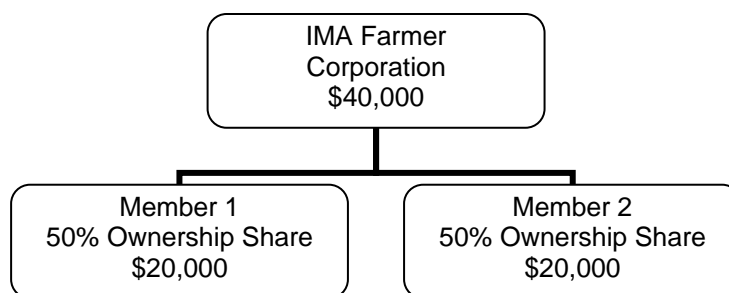 IMA Farmer
Corporation
$40,000
Member 1
50% Ownership Share
$20,000
Member 2
50% Ownership Share
$20,000